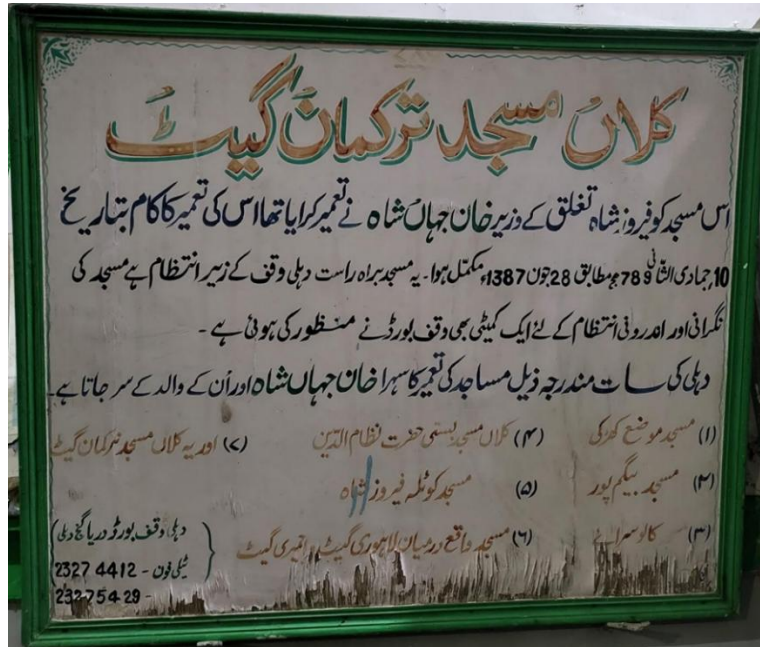 کلاں مسجد ترکمان گیٹ
اس مسجد کو فیروز شاہ تغلق کے وزیر خان جہاں شاہ نے تعمیر کرایا تھا اس کی تعمیر کا کام بتاریخ
10 جمادی الثانی 789ھ مطابق 28 جون 1387ء مکمل ہوا۔ یہ مسجد براہ راست دہلی وقف کے زیر انتظام ہے مسجد کی
نگرانی اور اندرونی انتظام کے لئے ایک کمیٹی بھی وقف بورڈ نے منظور کی ہوئی ہے۔
دہلی کی سات مندرجہ ذیل مساجد کی تعمیر کا سہرا خان جہاں شاہ اور اُن کے والد کے سر جاتا ہے۔
(۱) مسجد موضع کھڑکی (۴) کلاں مسجد بستی حضرت نظام الدین (۷) اور یہ کلاں مسجد ترکمان گیٹ
(۲) مسجد بیگم پور (۵) مسجد کوٹلہ فیروز شاہ
(۳) کالو سرائے (۶) مسجد واقع درمیان لاہوری گیٹ، اجمیری گیٹ
دہلی وقف بورڈ دریا گنج دہلی
ٹیلی فون - 2327 4412
23275429 -